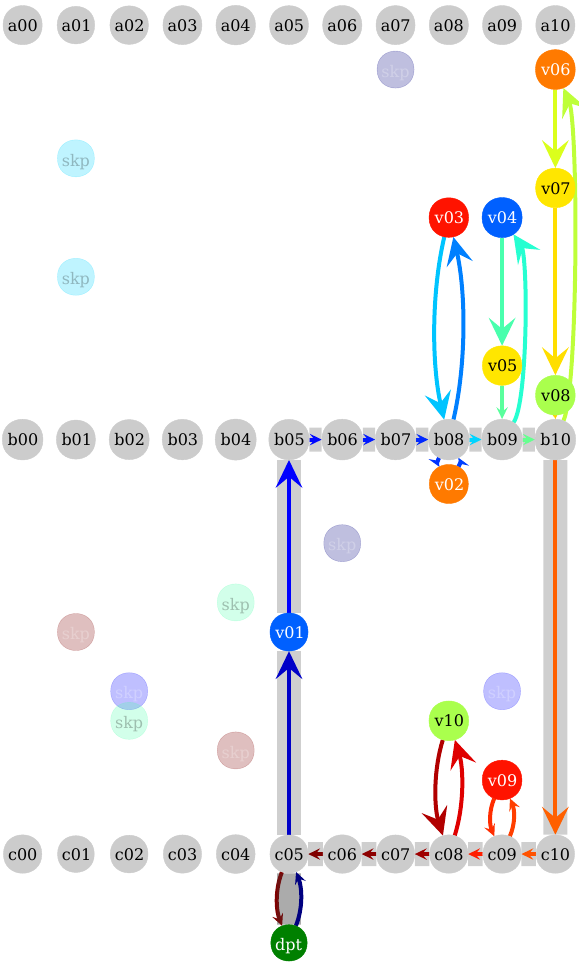 a00 a01 a02 a03 a04 a05 a06 a07 a08 a09 a10
skp v06
skp
v07
v03 v04
skp
v05
v08
b00 b01 b02 b03 b04 b05 b06 b07 b08 b09 b10
v02
skp
skp
skp v01
skp skp
skp v10
skp
v09
c00 c01 c02 c03 c04 c05 c06 c07 c08 c09 c10
dpt